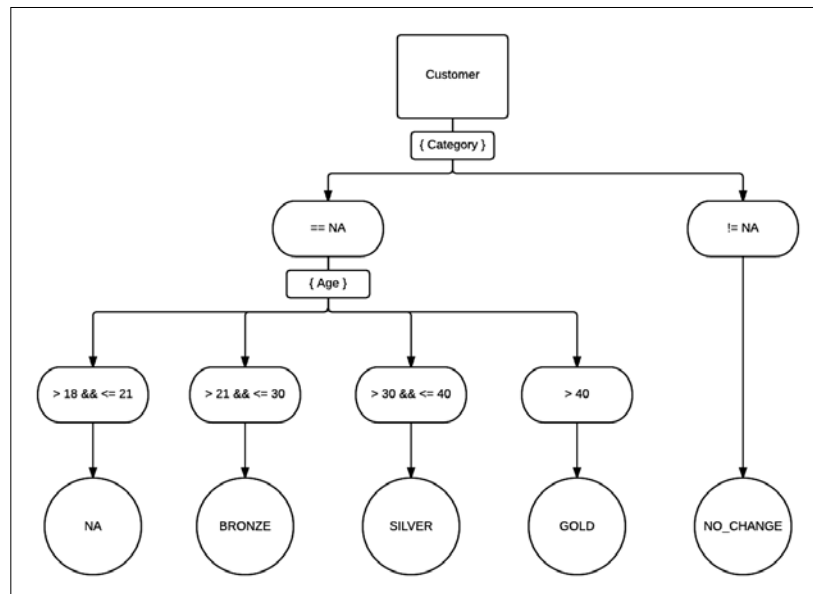 Customer
{ Category }
== NA
!= NA
{ Age }
> 18 && <= 21
> 21 && <= 30
> 30 && <= 40
> 40
NA
BRONZE
SILVER
GOLD
NO_CHANGE